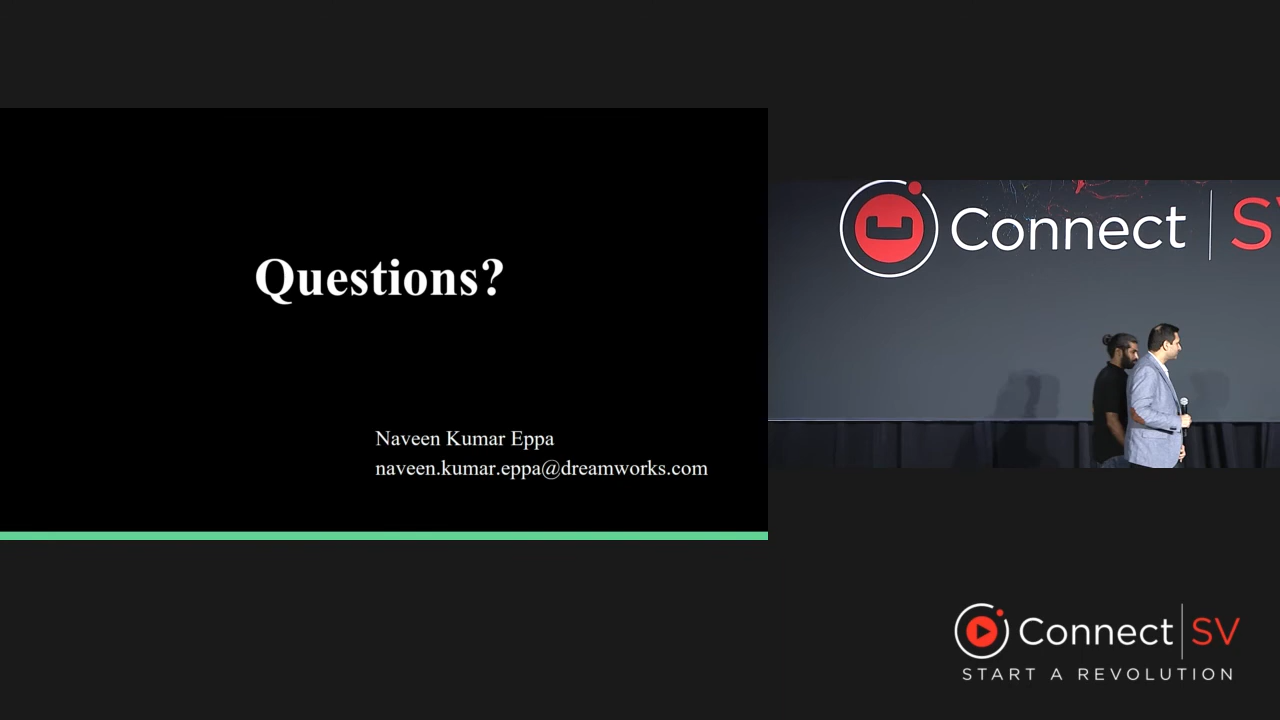 Questions?
Naveen Kumar Eppa
naveen.kumar.eppa@dreamworks.com
Connect | S
Connect | SV
START A REVOLUTION